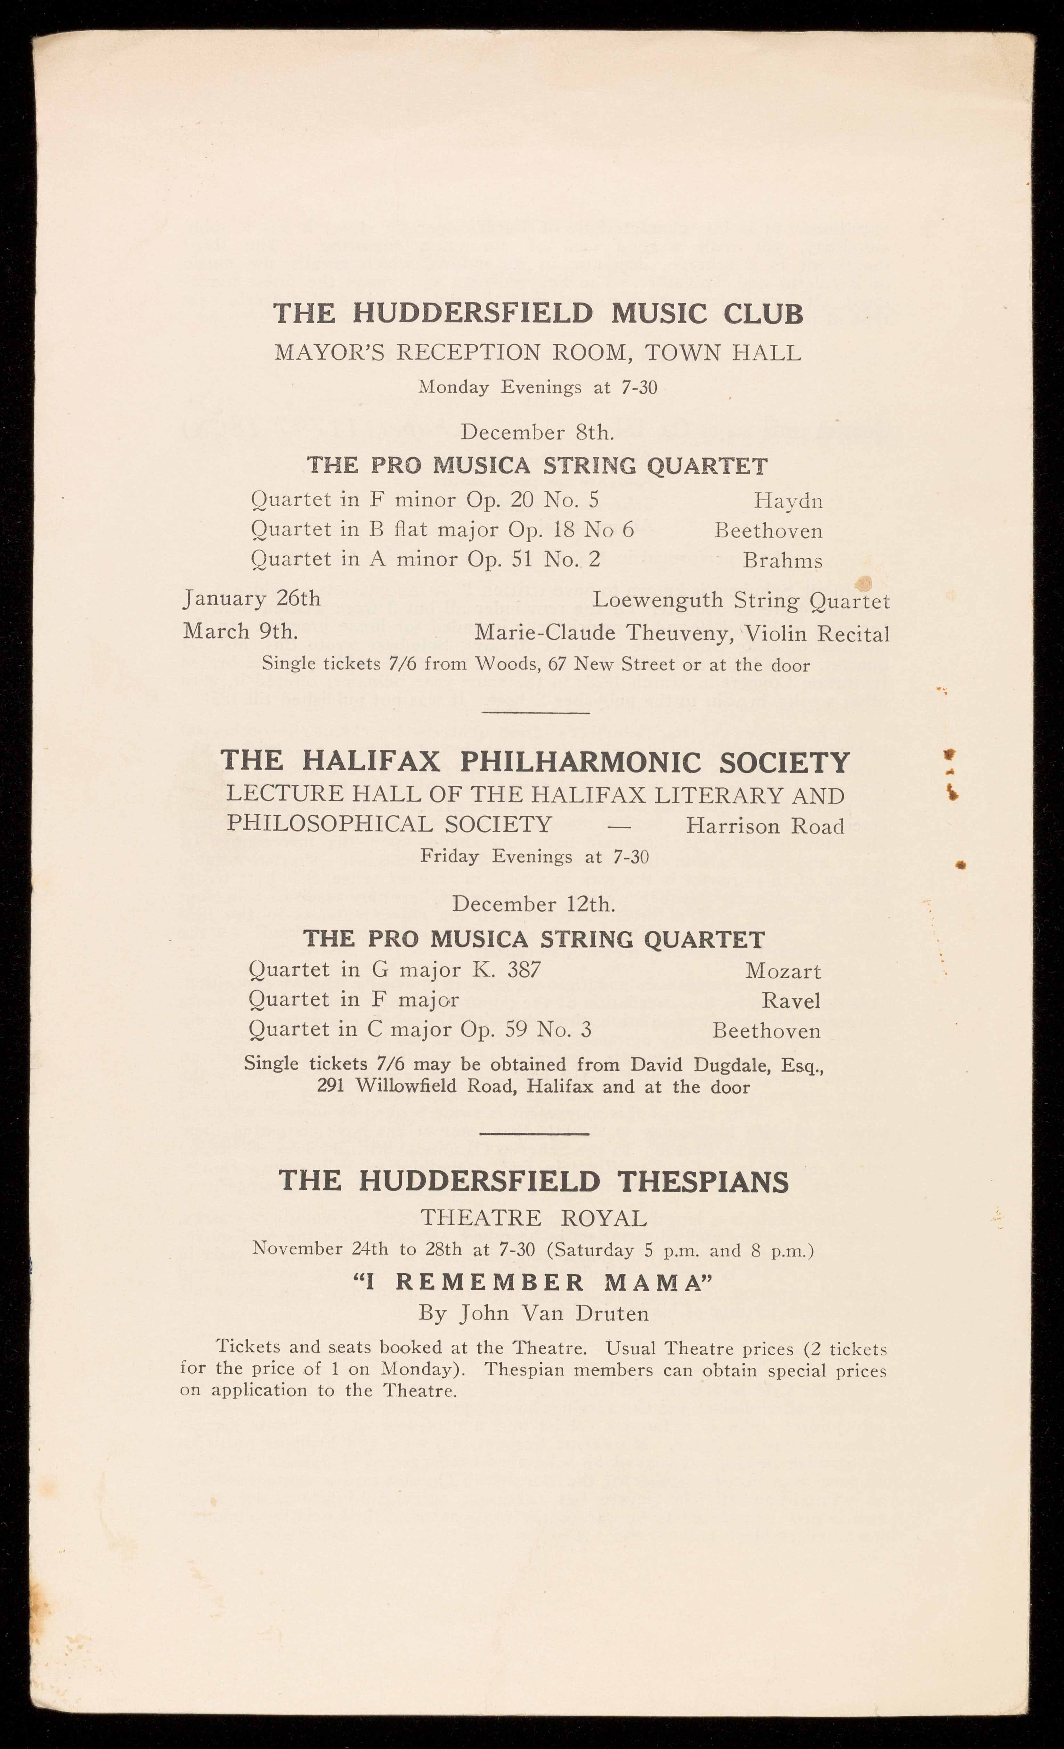 THE HUDDERSFIELD MUSIC CLUB
MAYOR'S RECEPTION ROOM, TOWN HALL
Monday Evenings at 7-30
December 8th.
THE PRO MUSICA STRING QUARTET
Quartet in F minor Op. 20 No. 5 Haydn
Quartet in B flat major Op. 18 No 6 Beethoven
Quartet in A minor Op. 51 No. 2 Brahms
January 26th Loewenguth String Quartet
March 9th. Marie-Claude Theuveny, Violin Recital
Single tickets 7/6 from Woods, 67 New Street or at the door
THE HALIFAX PHILHARMONIC SOCIETY
LECTURE HALL OF THE HALIFAX LITERARY AND
PHILOSOPHICAL SOCIETY — Harrison Road
Friday Evenings at 7-30
December 12th.
THE PRO MUSICA STRING QUARTET
Quartet in G major K. 387 Mozart
Quartet in F major Ravel
Quartet in C major Op. 59 No. 3 Beethoven
Single tickets 7/6 may be obtained from David Dugdale, Esq.,
291 Willowfield Road, Halifax and at the door
THE HUDDERSFIELD THESPIANS
THEATRE ROYAL
November 24th to 28th at 7-30 (Saturday 5 p.m. and 8 p.m.)
"I REMEMBER MAMA"
By John Van Druten
Tickets and seats booked at the Theatre. Usual Theatre prices (2 tickets
for the price of 1 on Monday). Thespian members can obtain special prices
on application to the Theatre.